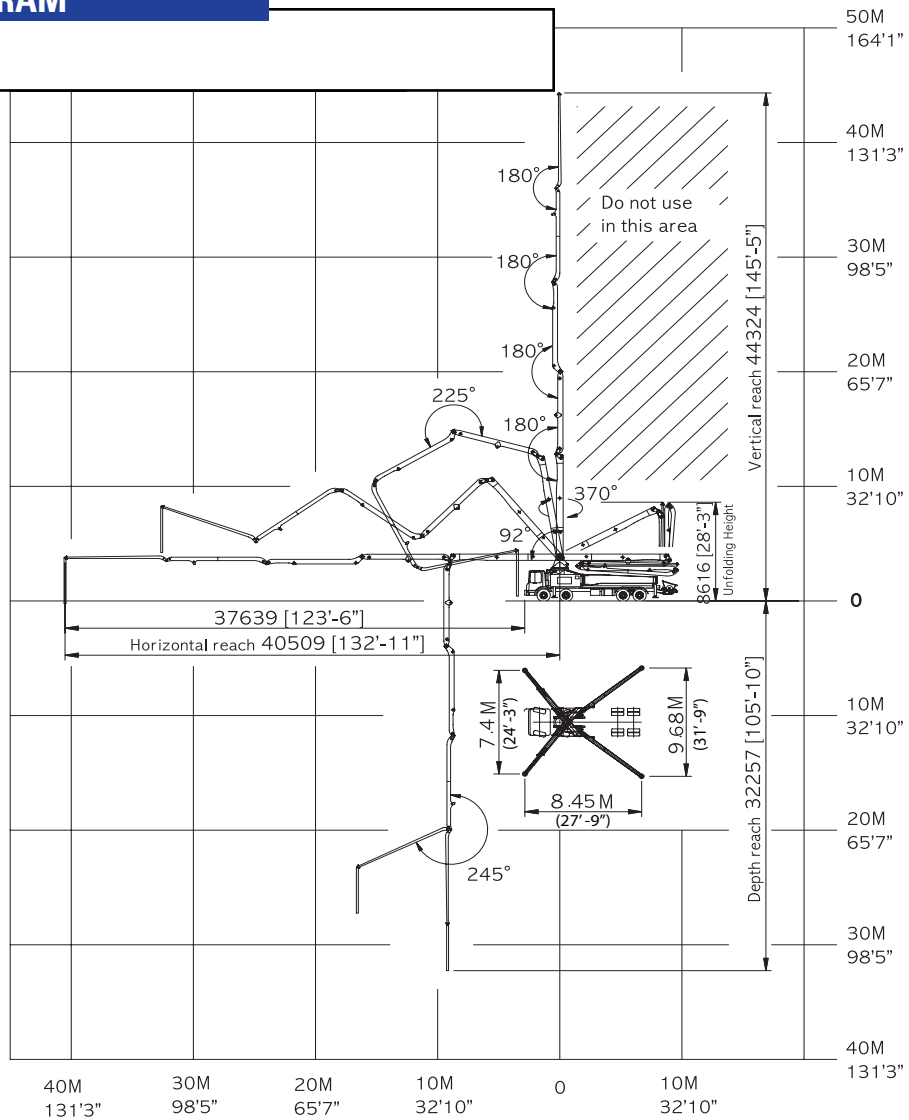 RAM
50M
164'1"
40M
131'3"
180°
Do not use
in this area
Vertical reach 44324 [145'-5"]
180°
30M
98'5"
180°
20M
65'7"
225°
180°
10M
32'10"
370°
92°
8616 [28'-3"]
Unfolding Height
0
37639 [123'-6"]
Horizontal reach 40509 [132'-11"]
7.4 M
(24'-3")
9.68M
(31'-9")
10M
32'10"
Depth reach 32257 [105'-10"]
8.45 M
(27'-9")
20M
65'7"
245°
30M
98'5"
40M
131'3"
40M
131'3"
30M
98'5"
20M
65'7"
10M
32'10"
0
10M
32'10"